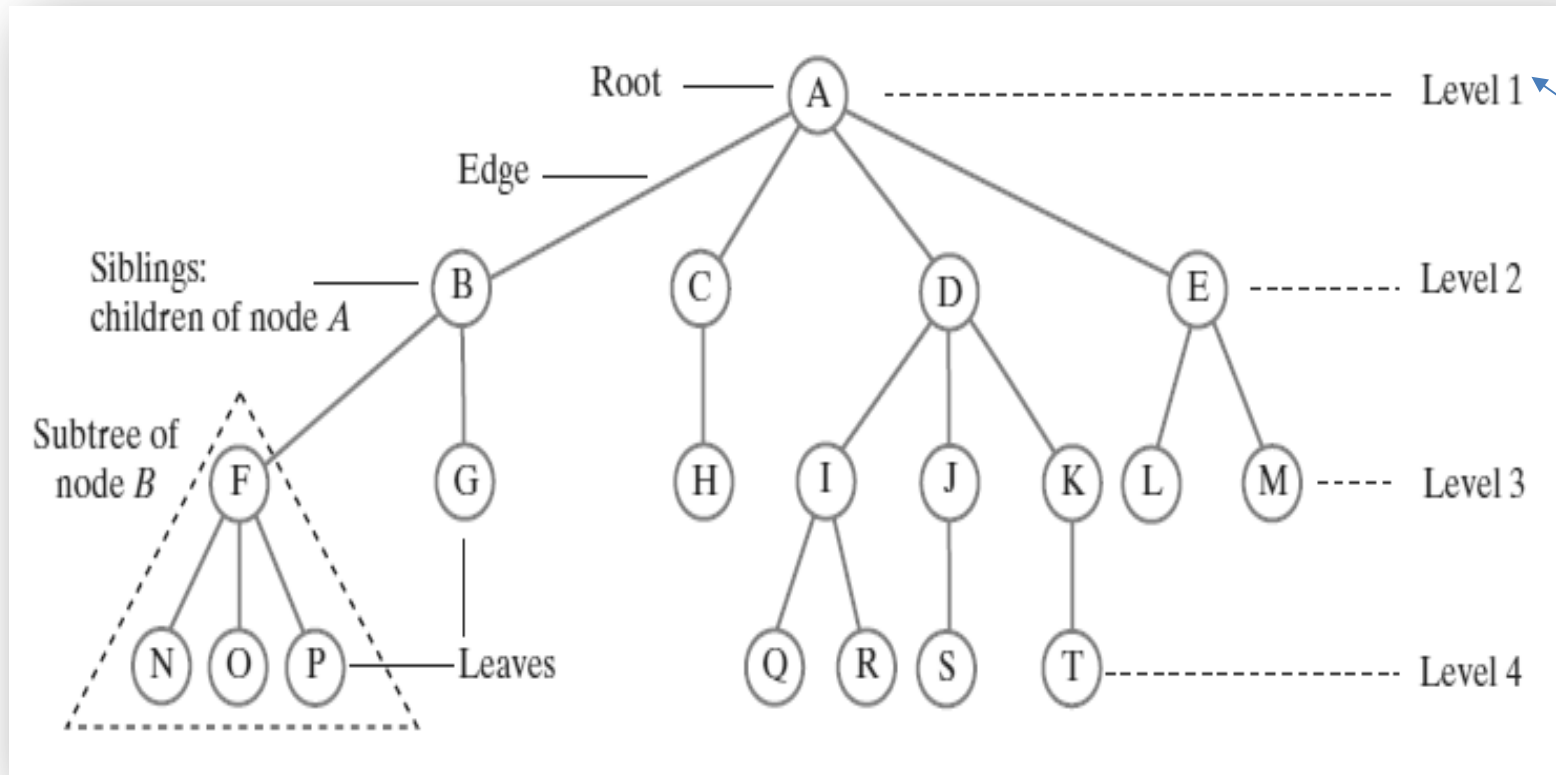 Root
A
Level 1
Edge
Siblings:
children of node A
B
C
D
E
Level 2
Subtree of
node B
F
G
H
I
J
K
L
M
Level 3
N
O
P
Leaves
Q
R
S
T
Level 4